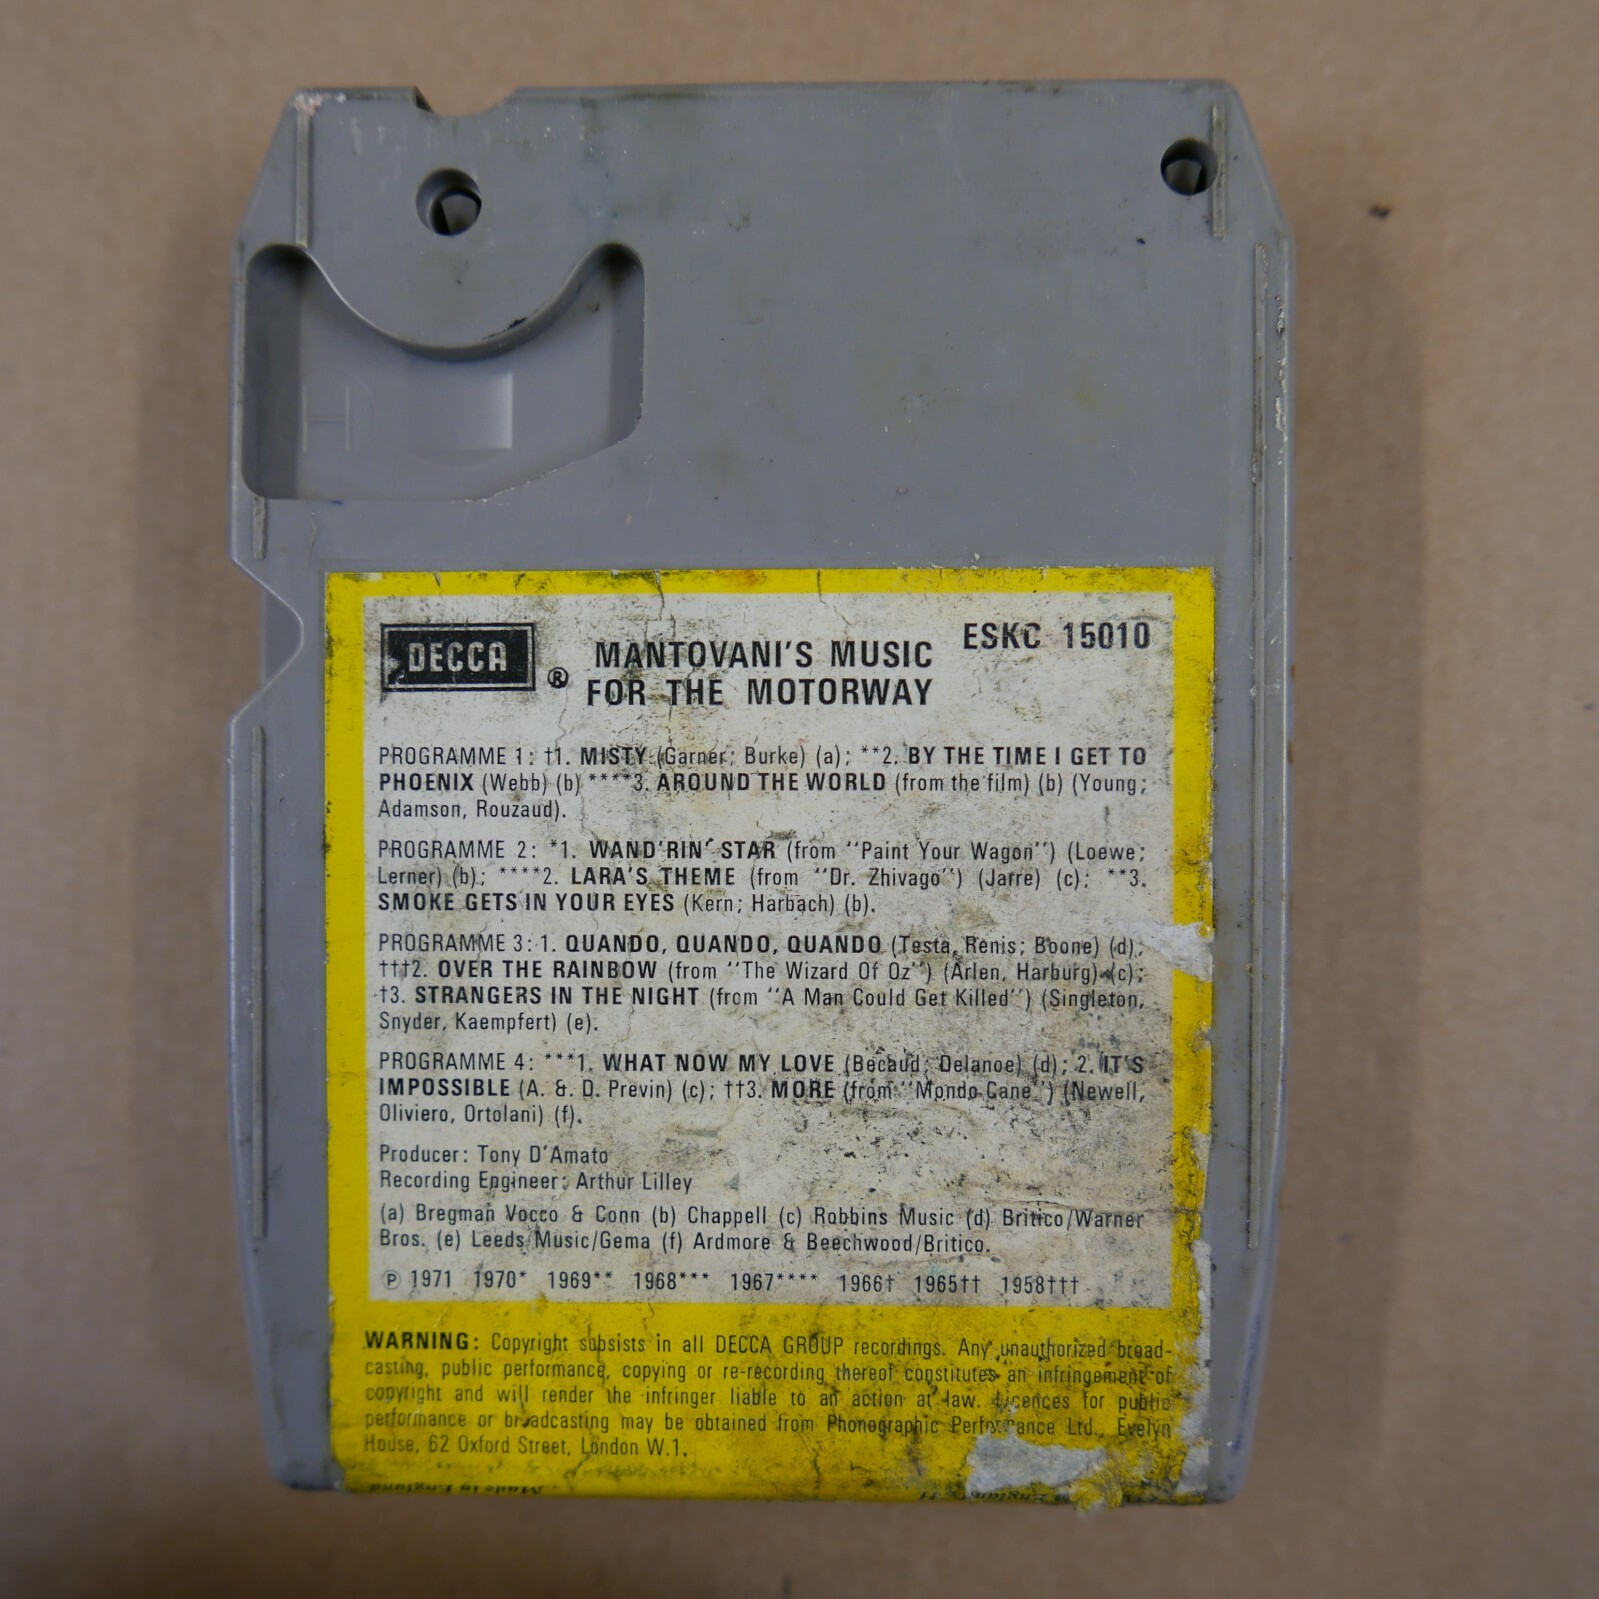 DECCA ®
MANTOVANI'S MUSIC
FOR THE MOTORWAY
ESKC 15010
PROGRAMME 1: †1. MISTY (Garner; Burke) (a); **2. BY THE TIME I GET TO
PHOENIX (Webb) (b) ****3. AROUND THE WORLD (from the film) (b) (Young;
Adamson, Rouzaud).
PROGRAMME 2: *1. WAND'RIN' STAR (from "Paint Your Wagon") (Loewe;
Lerner) (b); ****2. LARA'S THEME (from "Dr. Zhivago") (Jarre) (c); **3.
SMOKE GETS IN YOUR EYES (Kern; Harbach) (b).
PROGRAMME 3: 1. QUANDO, QUANDO, QUANDO (Testa, Renis; Boone) (d);
†††2. OVER THE RAINBOW (from "The Wizard Of Oz") (Arlen, Harburg) (c);
†3. STRANGERS IN THE NIGHT (from "A Man Could Get Killed") (Singleton,
Snyder, Kaempfert) (e).
PROGRAMME 4: ***1. WHAT NOW MY LOVE (Becaud; Delanoe) (d); 2. IT'S
IMPOSSIBLE (A. & D. Previn) (c); ††3. MORE (from "Mondo Cane") (Newell,
Oliviero, Ortolani) (f).
Producer: Tony D'Amato
Recording Engineer: Arthur Lilley
(a) Bregman Vocco & Conn (b) Chappell (c) Robbins Music (d) Britico/Warner
Bros. (e) Leeds Music/Gema (f) Ardmore & Beechwood/Britico.
℗ 1971 1970* 1969** 1968*** 1967**** 1966† 1965†† 1958†††
WARNING: Copyright subsists in all DECCA GROUP recordings. Any unauthorized broad-
casting, public performance, copying or re-recording thereof constitutes an infringement of
copyright and will render the infringer liable to an action at law. Licences for public
performance or broadcasting may be obtained from Phonographic Performance Ltd., Evelyn
House, 62 Oxford Street, London W.1.
Made in England